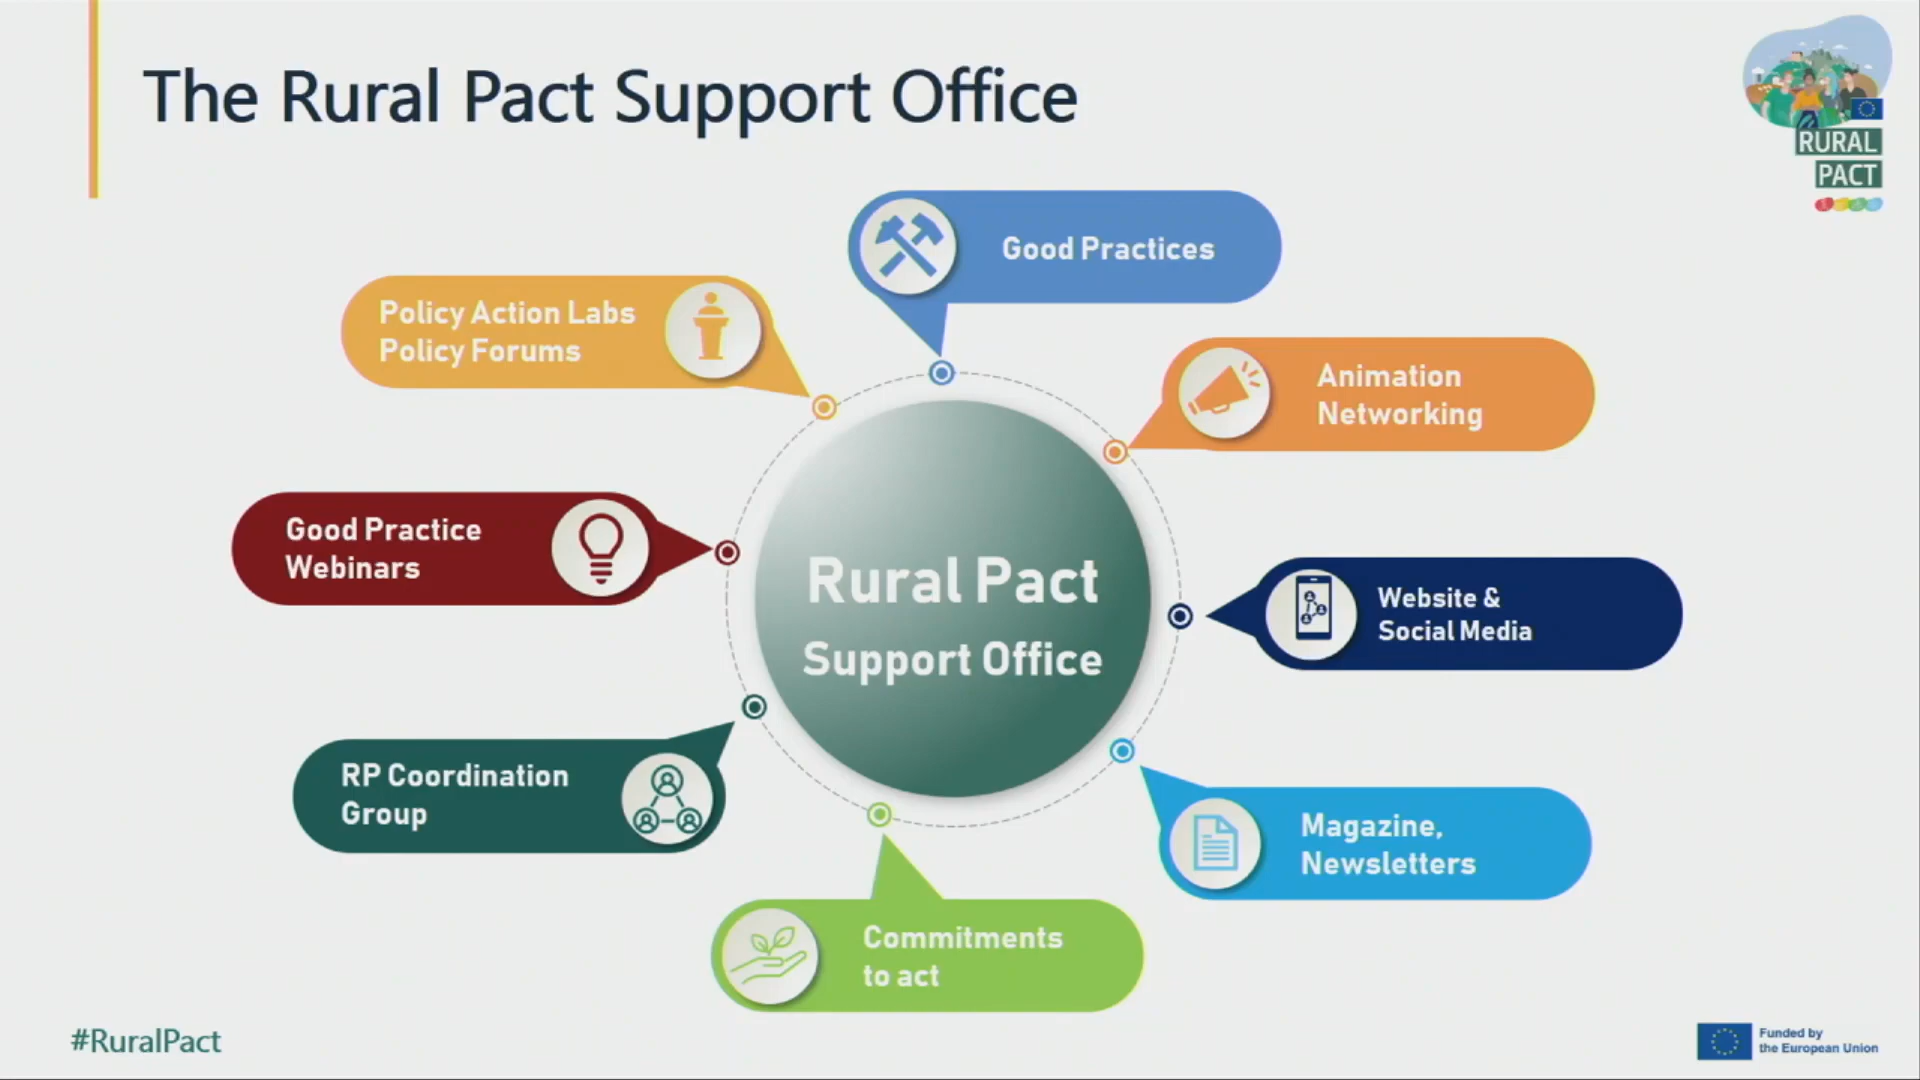 The Rural Pact Support Office
RURAL
PACT
Good Practices
Policy Action Labs
Policy Forums
Animation
Networking
Good Practice
Webinars
Rural Pact
Support Office
Website &
Social Media
RP Coordination
Group
Magazine,
Newsletters
Commitments
to act
#RuralPact
Funded by
the European Union